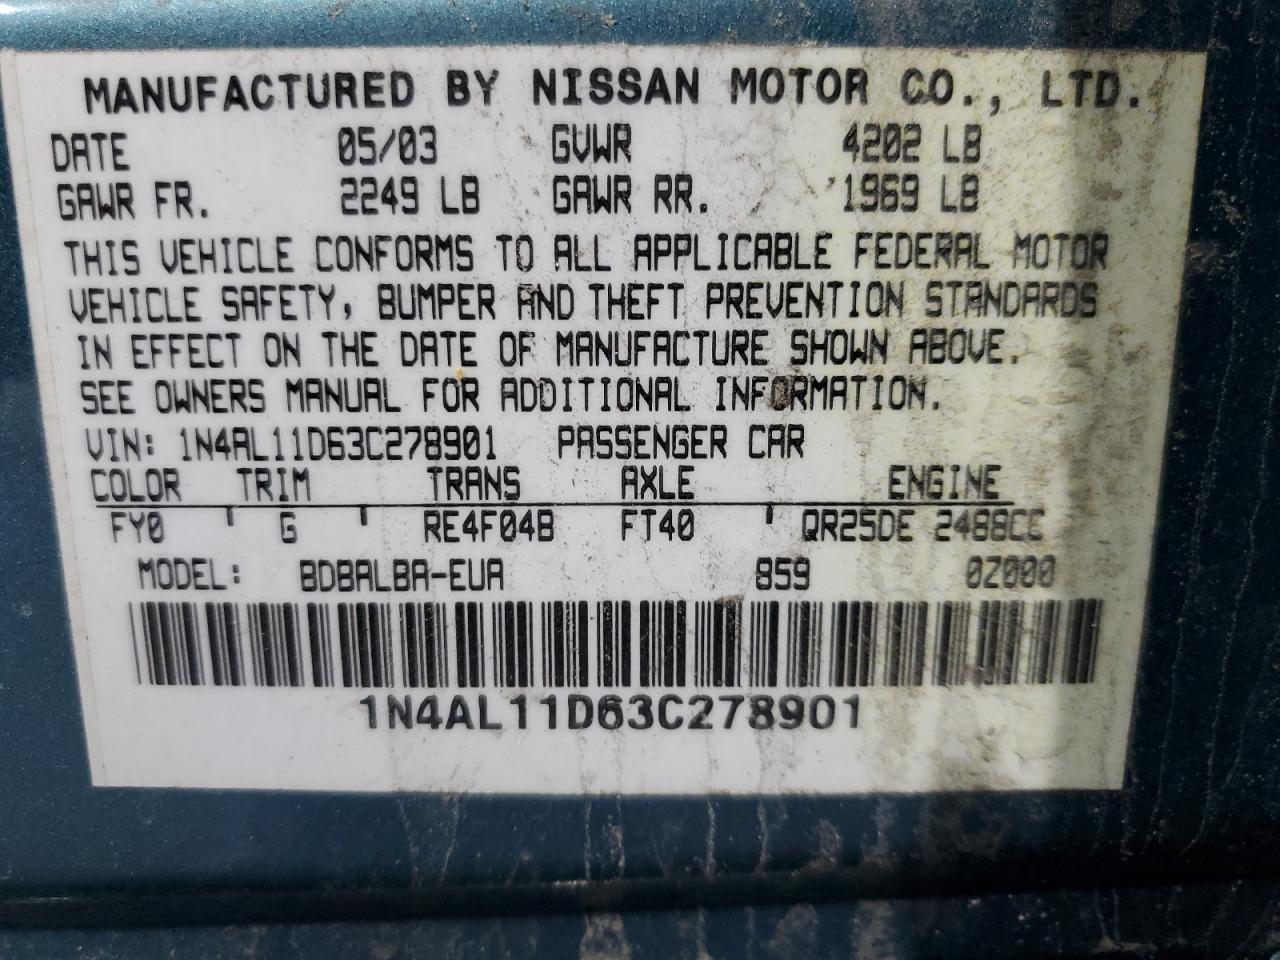 MANUFACTURED BY NISSAN MOTOR CO., LTD.
DATE 05/03 GVWR 4202 LB
GAWR FR. 2249 LB GAWR RR. 1969 LB
THIS VEHICLE CONFORMS TO ALL APPLICABLE FEDERAL MOTOR
VEHICLE SAFETY, BUMPER AND THEFT PREVENTION STANDARDS
IN EFFECT ON THE DATE OF MANUFACTURE SHOWN ABOVE.
SEE OWNERS MANUAL FOR ADDITIONAL INFORMATION.
VIN: 1N4AL11D63C278901 PASSENGER CAR
COLOR TRIM TRANS AXLE ENGINE
FY0 G RE4F04B FT40 QR25DE 2488CC
MODEL: BDBALBA-EUA 859 0Z000
1N4AL11D63C278901